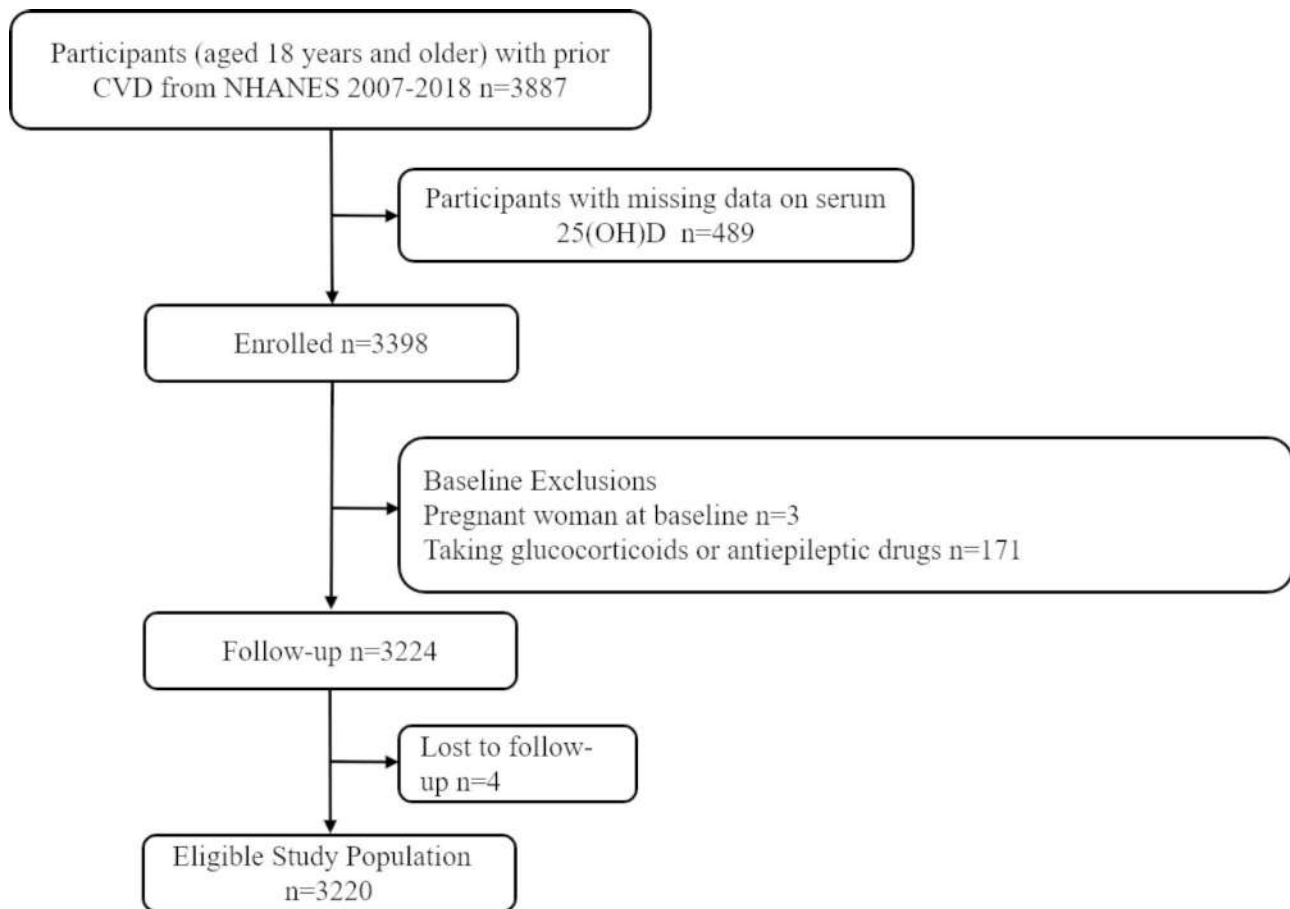 Participants (aged 18 years and older) with prior
CVD from NHANES 2007-2018 n=3887
Participants with missing data on serum
25(OH)D n=489
Enrolled n=3398
Baseline Exclusions
Pregnant woman at baseline n=3
Taking glucocorticoids or antiepileptic drugs n=171
Follow-up n=3224
Lost to follow-
up n=4
Eligible Study Population
n=3220